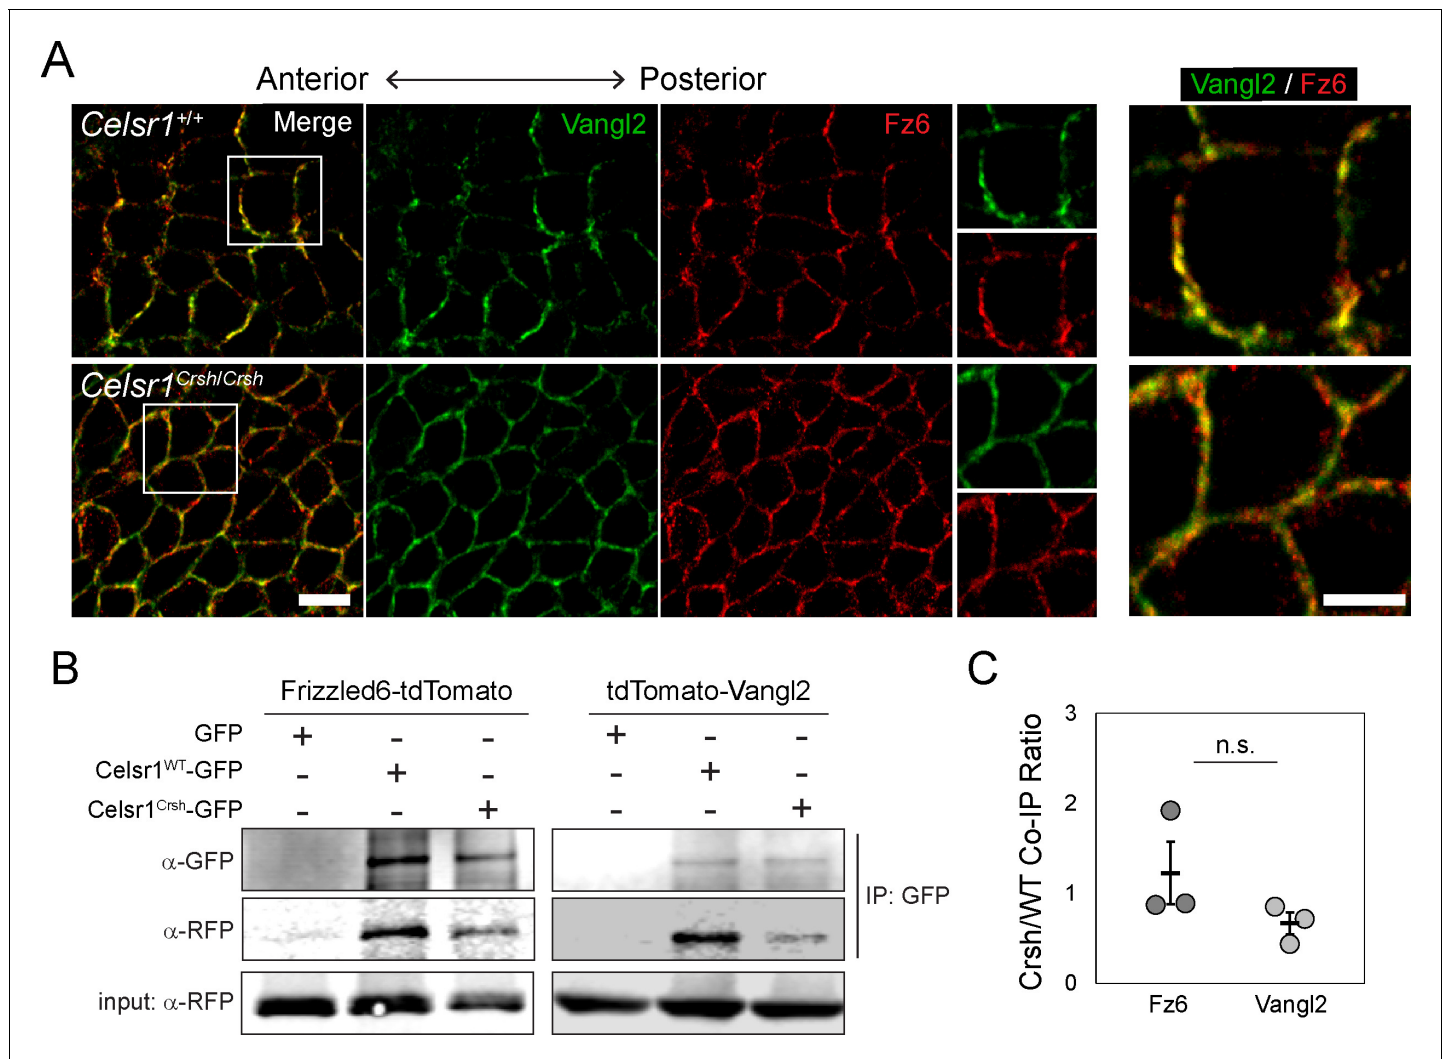 A
Anterior Posterior
Vangl2 / Fz6
Celsr1+/+ Merge Vangl2 Fz6
Celsr1Crsh/Crsh
B
Frizzled6-tdTomato tdTomato-Vangl2
GFP + - - + - -
Celsr1WT-GFP - + - - + -
Celsr1Crsh-GFP - - + - - +
α-GFP
α-RFP
IP: GFP
input: α-RFP
C
Crsh/WT Co-IP Ratio
3
n.s.
2
1
0
Fz6 Vangl2